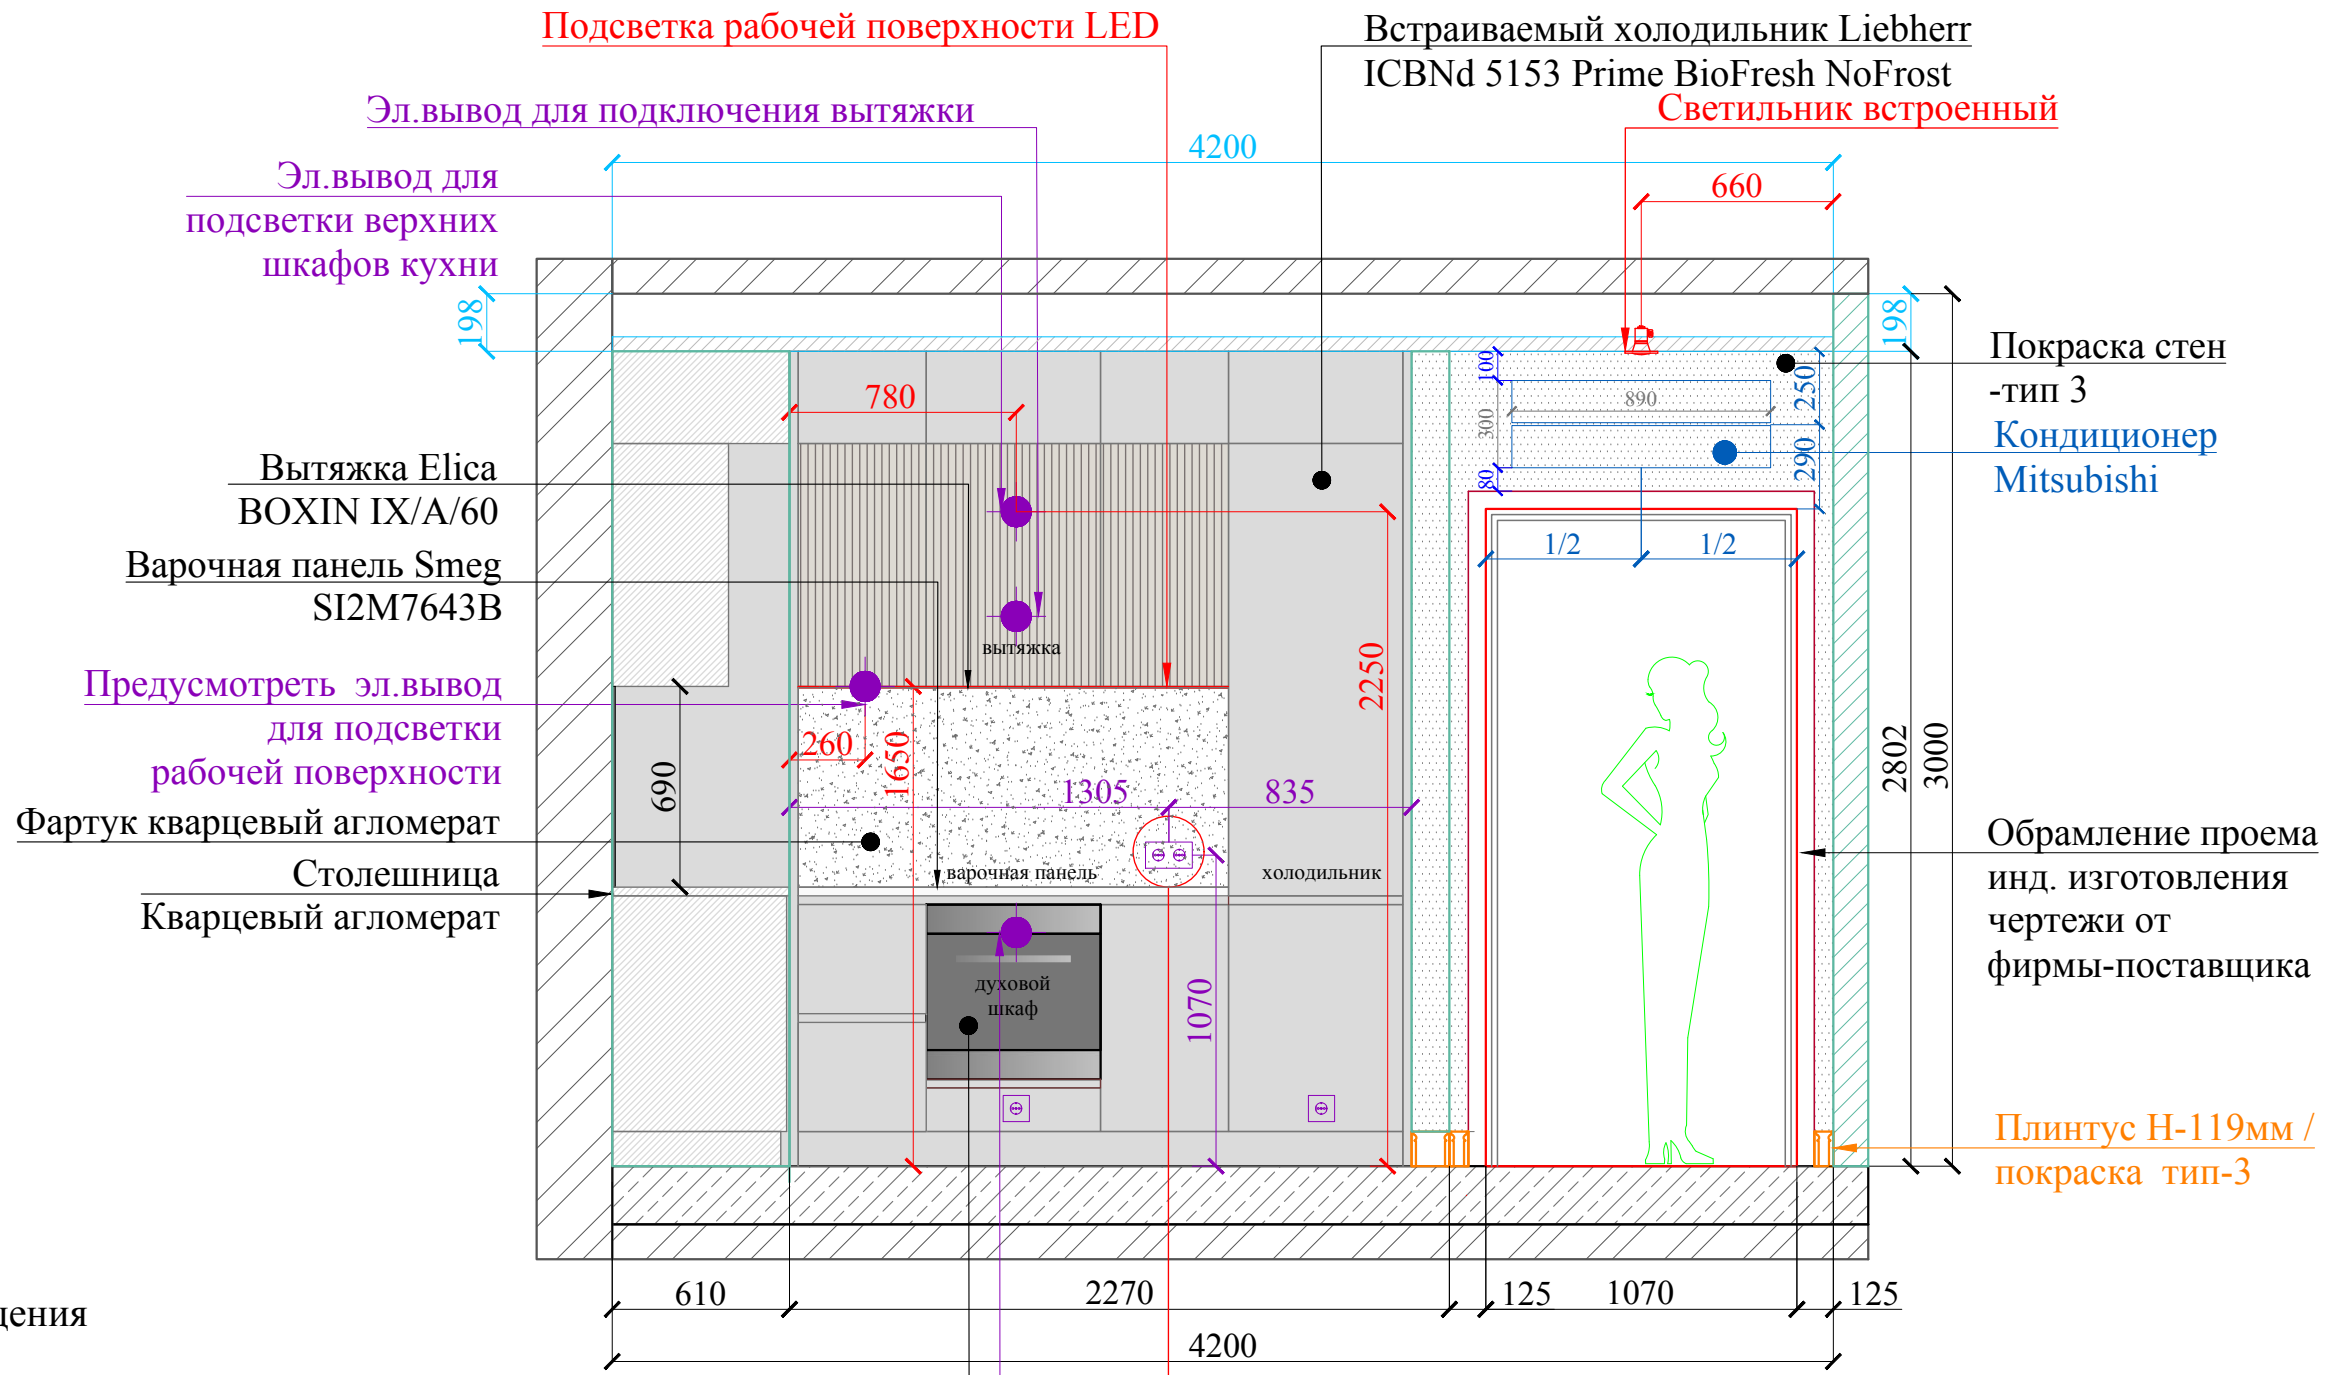 Подсветка рабочей поверхности LED
Встраиваемый холодильник Liebherr
ICBNd 5153 Prime BioFresh NoFrost
Эл.вывод для подключения вытяжки
Светильник встроенный
4200
Эл.вывод для
подсветки верхних
шкафов кухни
660
198
198
Покраска стен
-тип 3
Кондиционер
Mitsubishi
100
890
250
300
290
80
780
Вытяжка Elica
BOXIN IX/A/60
Варочная панель Smeg
SI2M7643B
1/2
1/2
вытяжка
2250
Предусмотреть эл.вывод
для подсветки
рабочей поверхности
690
260
1650
1305
835
2802
3000
Фартук кварцевый агломерат
Столешница
Кварцевый агломерат
варочная панель
холодильник
Обрамление проема
инд. изготовления
чертежи от
фирмы-поставщика
духовой
шкаф
1070
Плинтус Н-119мм /
покраска тип-3
610
2270
125
1070
125
4200
щения